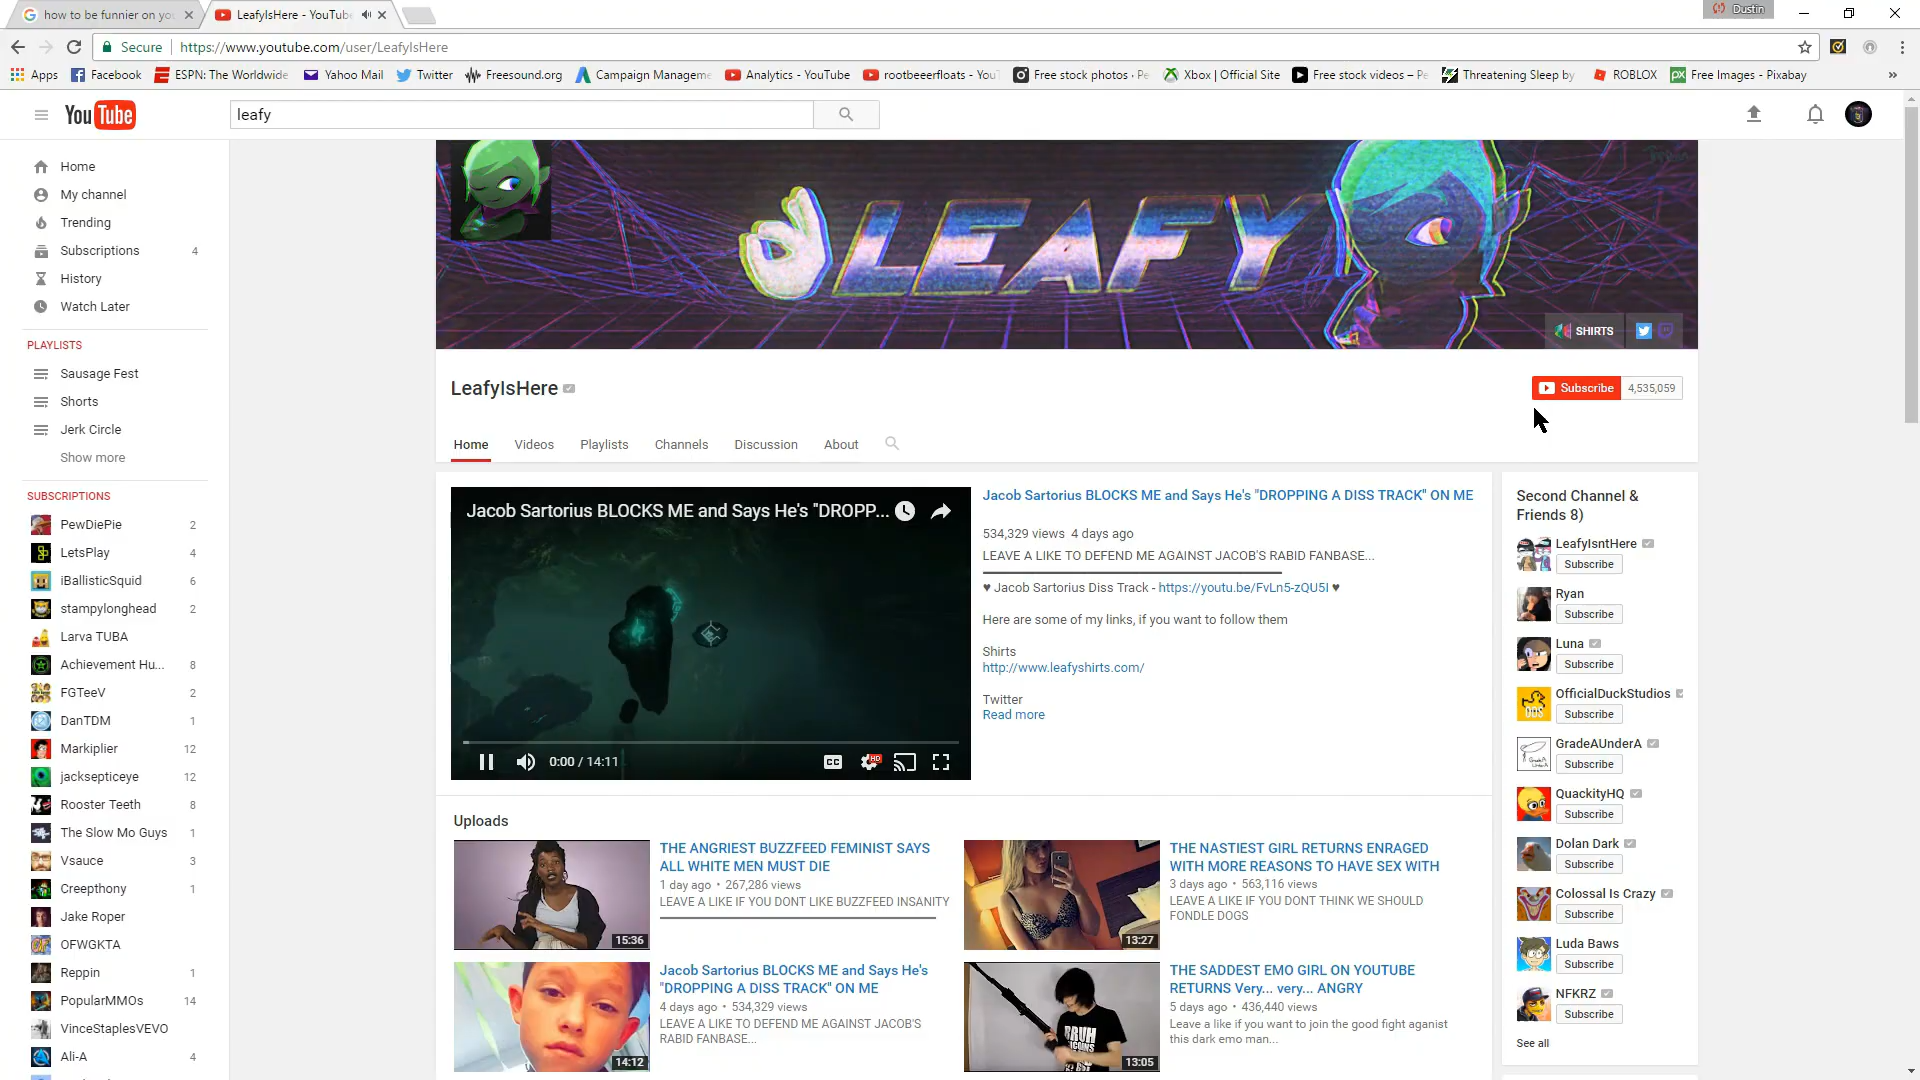 how to be funnier on yo
LeafyIsHere - YouTube
Dustin
Secure
https://www.youtube.com/user/LeafyIsHere
Apps
Facebook
ESPN: The Worldwide
Yahoo Mail
Twitter
Freesound.org
Campaign Manageme
Analytics - YouTube
rootbeeerfloats - You
Free stock photos · Pe
Xbox | Official Site
Free stock videos – Pe
Threatening Sleep by
ROBLOX
Free Images - Pixabay
»
YouTube
leafy
Home
My channel
Trending
Subscriptions 4
History
Watch Later
PLAYLISTS
Sausage Fest
Shorts
Jerk Circle
Show more
SUBSCRIPTIONS
PewDiePie 2
LetsPlay 4
iBallisticSquid 6
stampylonghead 2
Larva TUBA
Achievement Hu... 8
FGTeeV 2
DanTDM 1
Markiplier 12
jacksepticeye 12
Rooster Teeth 8
The Slow Mo Guys 1
Vsauce 3
Creepthony 1
Jake Roper
OFWGKTA
Reppin 1
PopularMMOs 14
VinceStaplesVEVO
Ali-A 4
LEAFY
SHIRTS
LeafyIsHere
Subscribe 4,535,059
Home Videos Playlists Channels Discussion About
Jacob Sartorius BLOCKS ME and Says He's "DROPP...
CC
HD
0:00 / 14:11
Jacob Sartorius BLOCKS ME and Says He's "DROPPING A DISS TRACK" ON ME
534,329 views 4 days ago
LEAVE A LIKE TO DEFEND ME AGAINST JACOB'S RABID FANBASE...
♥ Jacob Sartorius Diss Track - https://youtu.be/FvLn5-zQU5I ♥
Here are some of my links, if you want to follow them
Shirts
http://www.leafyshirts.com/
Twitter
Read more
Uploads
THE ANGRIEST BUZZFEED FEMINIST SAYS
ALL WHITE MEN MUST DIE
1 day ago • 267,286 views
LEAVE A LIKE IF YOU DONT LIKE BUZZFEED INSANITY
15:36
THE NASTIEST GIRL RETURNS ENRAGED
WITH MORE REASONS TO HAVE SEX WITH
3 days ago • 563,116 views
LEAVE A LIKE IF YOU DONT THINK WE SHOULD
FONDLE DOGS
13:27
Jacob Sartorius BLOCKS ME and Says He's
"DROPPING A DISS TRACK" ON ME
4 days ago • 534,329 views
LEAVE A LIKE TO DEFEND ME AGAINST JACOB'S
RABID FANBASE...
14:12
THE SADDEST EMO GIRL ON YOUTUBE
RETURNS Very... very... ANGRY
5 days ago • 436,440 views
Leave a like if you want to join the good fight aganist
this dark emo man...
BRUH
13:05
Second Channel &
Friends 8)
LeafyIsntHere
Subscribe
Ryan
Subscribe
Luna
Subscribe
OfficialDuckStudios
Subscribe
GradeAUnderA
Subscribe
QuackityHQ
Subscribe
Dolan Dark
Subscribe
Colossal Is Crazy
Subscribe
Luda Baws
Subscribe
NFKRZ
Subscribe
See all